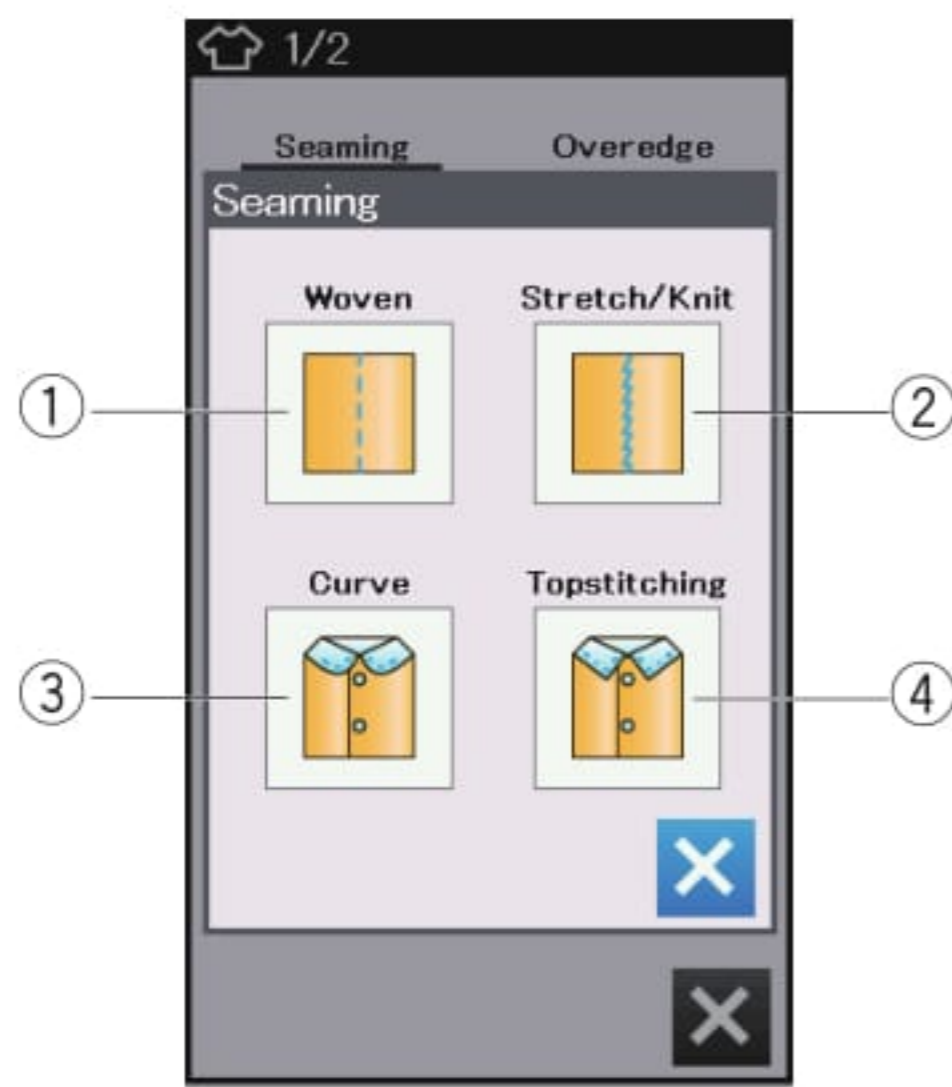 1/2
Seaming Overedge
Seaming
Woven Stretch/Knit
① ②
Curve Topstitching
③ ④